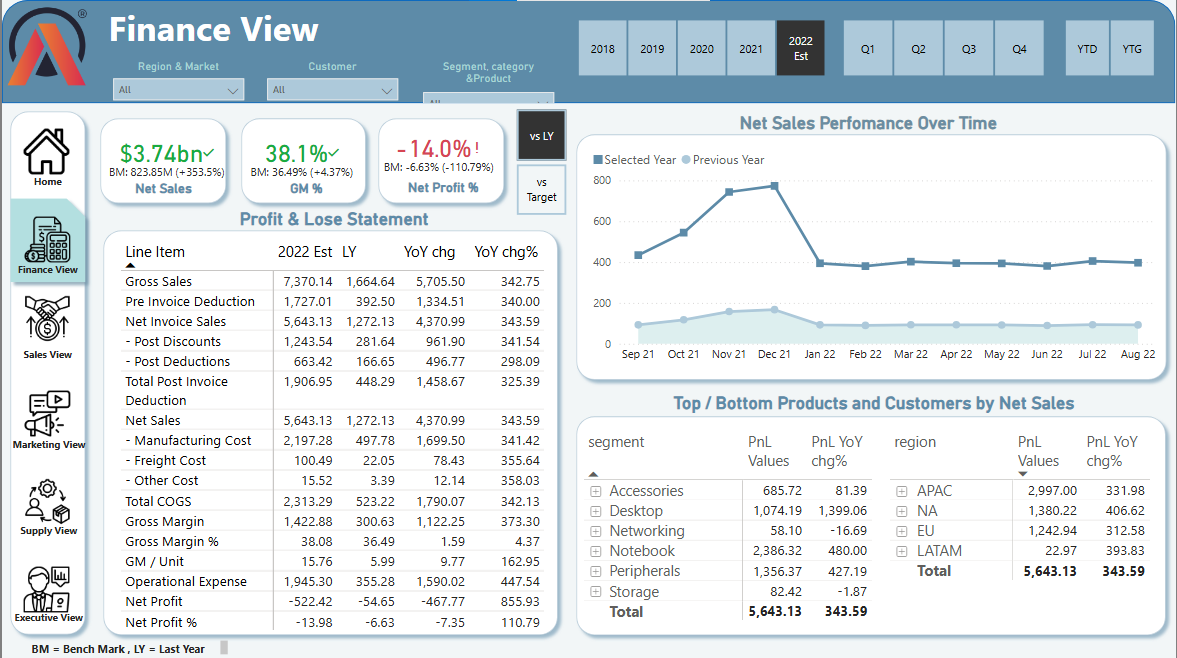 ®
Finance View
Region & Market
All
Customer
All
Segment, category
&Product
2018 2019 2020 2021 2022 Est
Q1 Q2 Q3 Q4
YTD YTG
Home
Finance View
Sales View
Marketing View
Supply View
Executive View
$3.74bn✓
BM: 823.85M (+353.5%)
Net Sales
38.1%✓
BM: 36.49% (+4.37%)
GM %
-14.0% !
BM: -6.63% (-110.79%)
Net Profit %
vs LY
vs
Target
Profit & Lose Statement
Line Item 2022 Est LY YoY chg YoY chg%
Gross Sales 7,370.14 1,664.64 5,705.50 342.75
Pre Invoice Deduction 1,727.01 392.50 1,334.51 340.00
Net Invoice Sales 5,643.13 1,272.13 4,370.99 343.59
- Post Discounts 1,243.54 281.64 961.90 341.54
- Post Deductions 663.42 166.65 496.77 298.09
Total Post Invoice 1,906.95 448.29 1,458.67 325.39
Deduction
Net Sales 5,643.13 1,272.13 4,370.99 343.59
- Manufacturing Cost 2,197.28 497.78 1,699.50 341.42
- Freight Cost 100.49 22.05 78.43 355.64
- Other Cost 15.52 3.39 12.14 358.03
Total COGS 2,313.29 523.22 1,790.07 342.13
Gross Margin 1,422.88 300.63 1,122.25 373.30
Gross Margin % 38.08 36.49 1.59 4.37
GM / Unit 15.76 5.99 9.77 162.95
Operational Expense 1,945.30 355.28 1,590.02 447.54
Net Profit -522.42 -54.65 -467.77 855.93
Net Profit % -13.98 -6.63 -7.35 110.79
Net Sales Perfomance Over Time
Selected Year Previous Year
800
600
400
200
0
Sep 21 Oct 21 Nov 21 Dec 21 Jan 22 Feb 22 Mar 22 Apr 22 May 22 Jun 22 Jul 22 Aug 22
Top / Bottom Products and Customers by Net Sales
segment PnL Values PnL YoY chg%
Accessories 685.72 81.39
Desktop 1,074.19 1,399.06
Networking 58.10 -16.69
Notebook 2,386.32 480.00
Peripherals 1,356.37 427.19
Storage 82.42 -1.87
Total 5,643.13 343.59
region PnL Values PnL YoY chg%
APAC 2,997.00 331.98
NA 1,380.22 406.62
EU 1,242.94 312.58
LATAM 22.97 393.83
Total 5,643.13 343.59
BM = Bench Mark , LY = Last Year